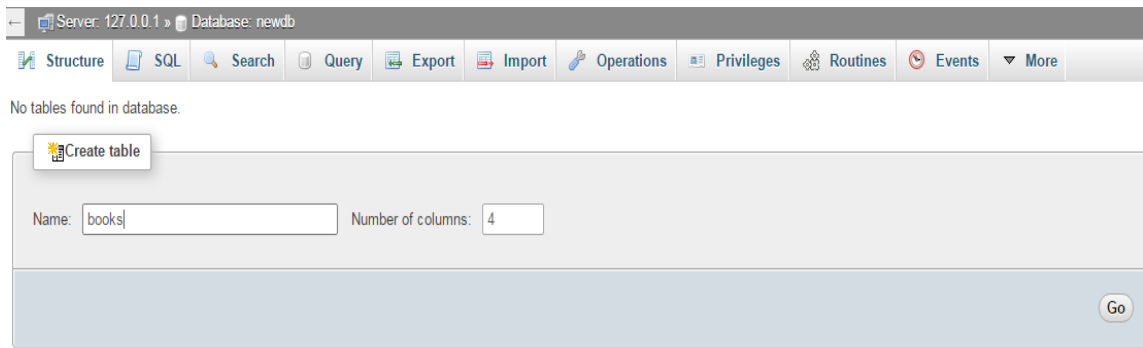 ← Server: 127.0.0.1 » Database: newdb
Structure SQL Search Query Export Import Operations Privileges Routines Events ▼ More
No tables found in database.
Create table
Name: books Number of columns: 4
Go